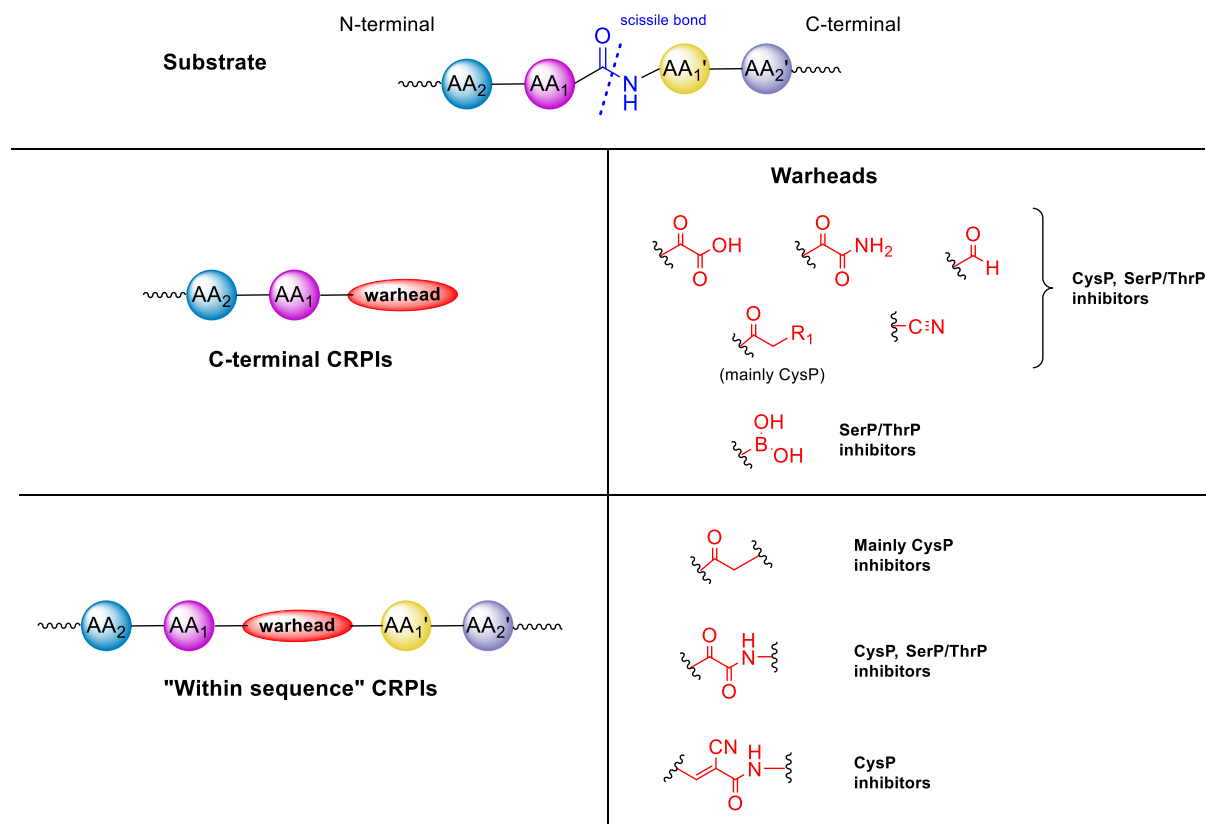 N-terminal
scissile bond
C-terminal
Substrate
AA2
AA1
O
N
H
AA1'
AA2'
Warheads
O
OH
O
O
NH2
O
O
H
CysP, SerP/ThrP
inhibitors
AA2
AA1
warhead
C-terminal CRPIs
O
R1
(mainly CysP)
C≡N
OH
B
OH
SerP/ThrP
inhibitors
O
Mainly CysP
inhibitors
AA2
AA1
warhead
AA1'
AA2'
"Within sequence" CRPIs
O
H
N
O
CysP, SerP/ThrP
inhibitors
CN
H
N
O
CysP
inhibitors